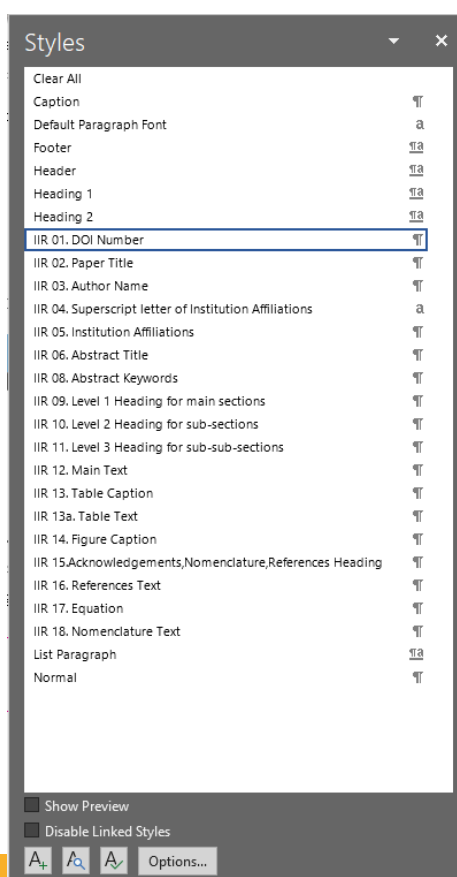 Styles
Clear All
Caption ¶
Default Paragraph Font a
Footer ¶a
Header ¶a
Heading 1 ¶a
Heading 2 ¶a
IIR 01. DOI Number ¶
IIR 02. Paper Title ¶
IIR 03. Author Name ¶
IIR 04. Superscript letter of Institution Affiliations a
IIR 05. Institution Affiliations ¶
IIR 06. Abstract Title ¶
IIR 08. Abstract Keywords ¶
IIR 09. Level 1 Heading for main sections ¶
IIR 10. Level 2 Heading for sub-sections ¶
IIR 11. Level 3 Heading for sub-sub-sections ¶
IIR 12. Main Text ¶
IIR 13. Table Caption ¶
IIR 13a. Table Text ¶
IIR 14. Figure Caption ¶
IIR 15.Acknowledgements,Nomenclature,References Heading ¶
IIR 16. References Text ¶
IIR 17. Equation ¶
IIR 18. Nomenclature Text ¶
List Paragraph ¶a
Normal ¶
Show Preview
Disable Linked Styles
Options...